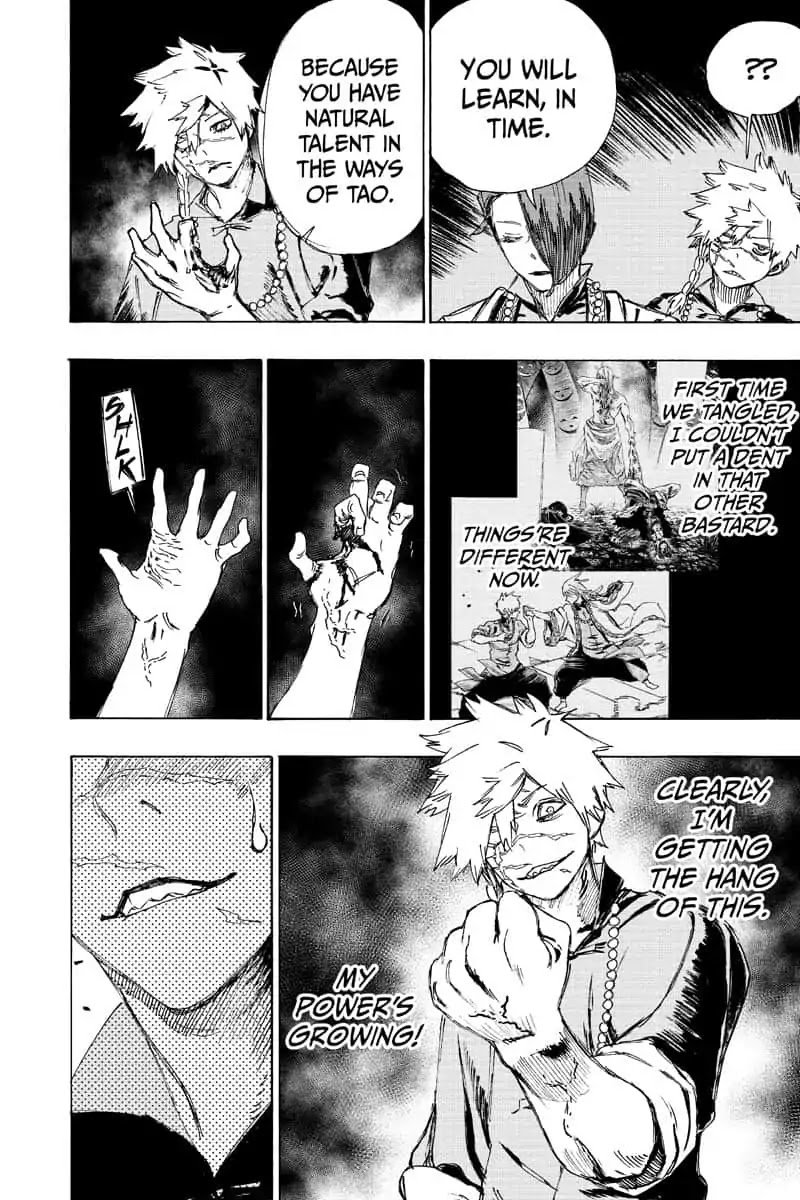 ??
YOU WILL
LEARN, IN
TIME.
BECAUSE
YOU HAVE
NATURAL
TALENT IN
THE WAYS
OF TAO.
FIRST TIME
WE TANGLED,
I COULDN'T
PUT A DENT
IN THAT
OTHER
BASTARD.
THINGS'RE
DIFFERENT
NOW.
SHLK
CLEARLY,
I'M
GETTING
THE HANG
OF THIS.
MY
POWER'S
GROWING!